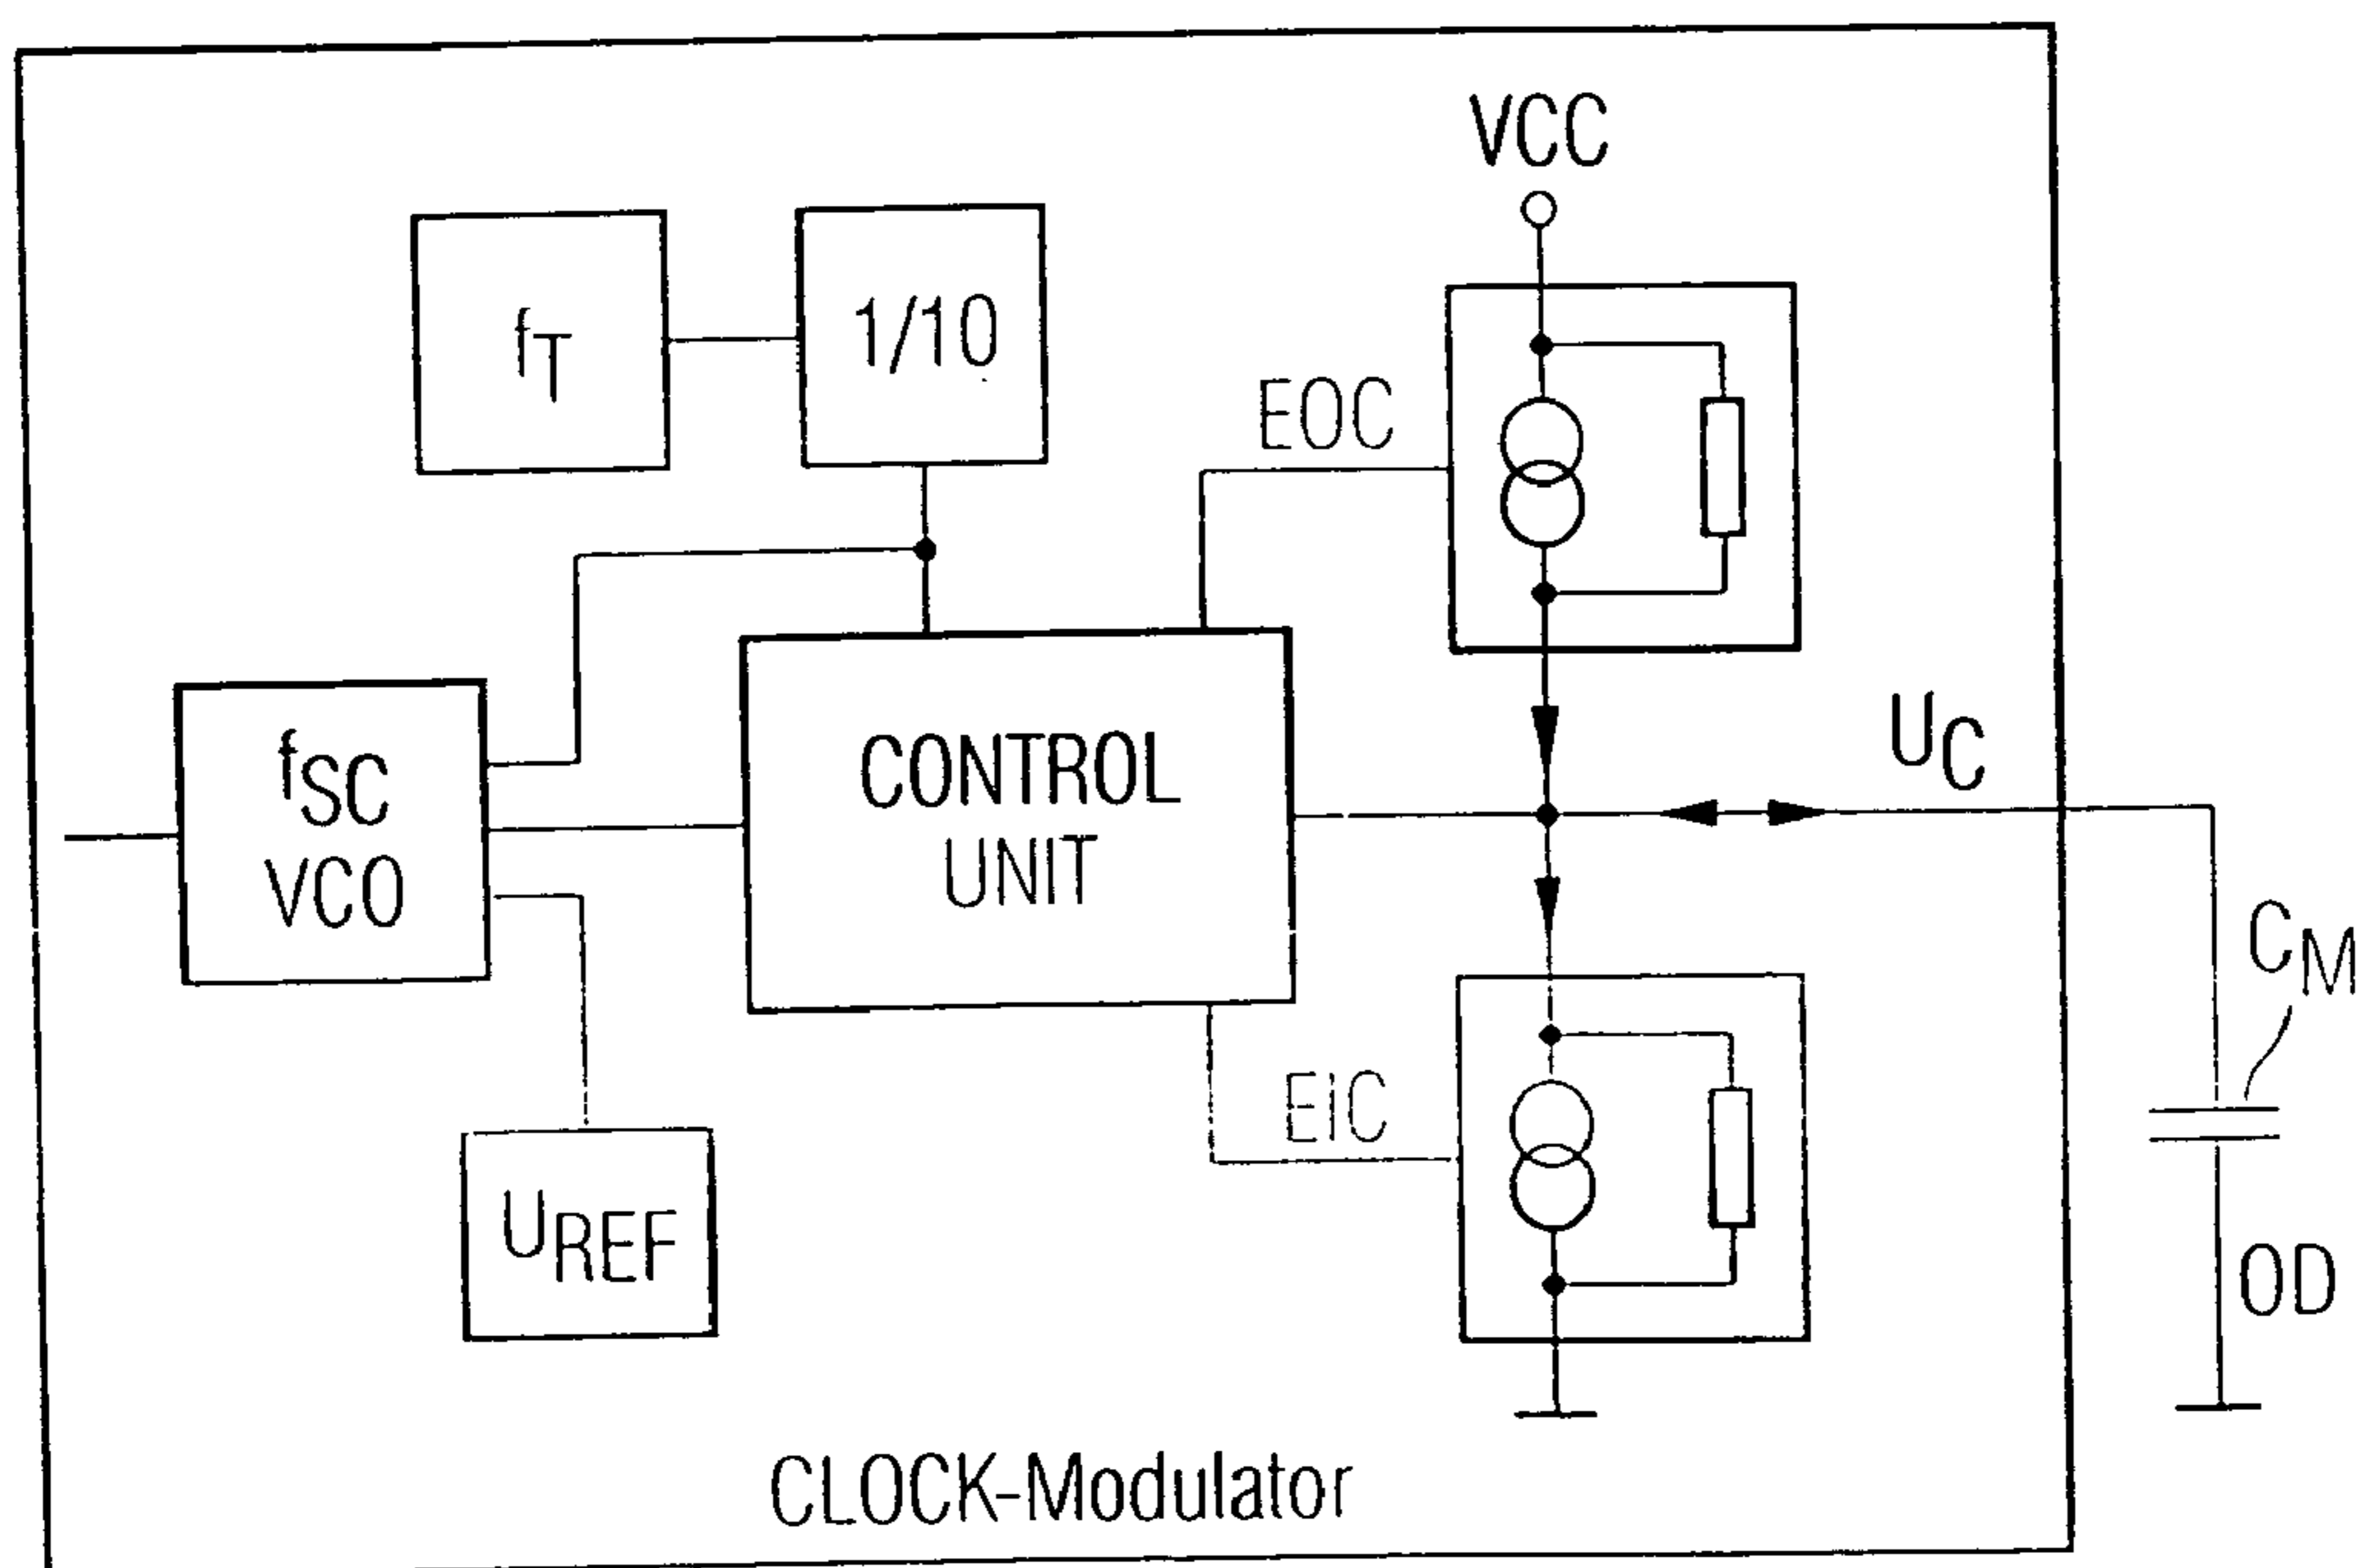 VCC
fT
1/10
EOC
fSC
VCO
CONTROL
UNIT
UC
CM
EIC
UREF
OD
CLOCK-Modulator